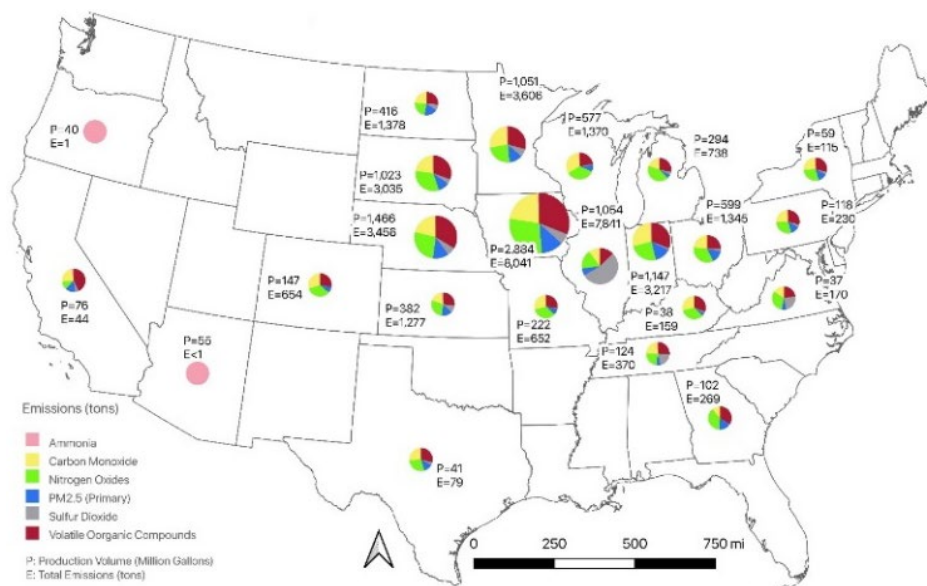 P=1,051
E=3,606
P=416
E=1,378
P=577
E=1,370
P=294
E=738
P=59
E=115
P=40
E=1
P=1,023
E=3,035
P=599
E=1,345
P=118
E=230
P=1,054
E=7,841
P=1,466
E=3,456
P=2,884
E=6,041
P=37
E=170
P=147
E=654
P=1,147
E=3,217
P=76
E=44
P=382
E=1,277
P=38
E=159
P=222
E=652
P=55
E<1
P=124
E=370
P=102
E=269
Emissions (tons)
Ammonia
Carbon Monoxide
Nitrogen Oxides
PM2.5 (Primary)
Sulfur Dioxide
Volatile Oorganic Compounds
P: Production Volume (Million Gallons)
E: Total Emissions (tons)
P=41
E=79
0 250 500 750 mi